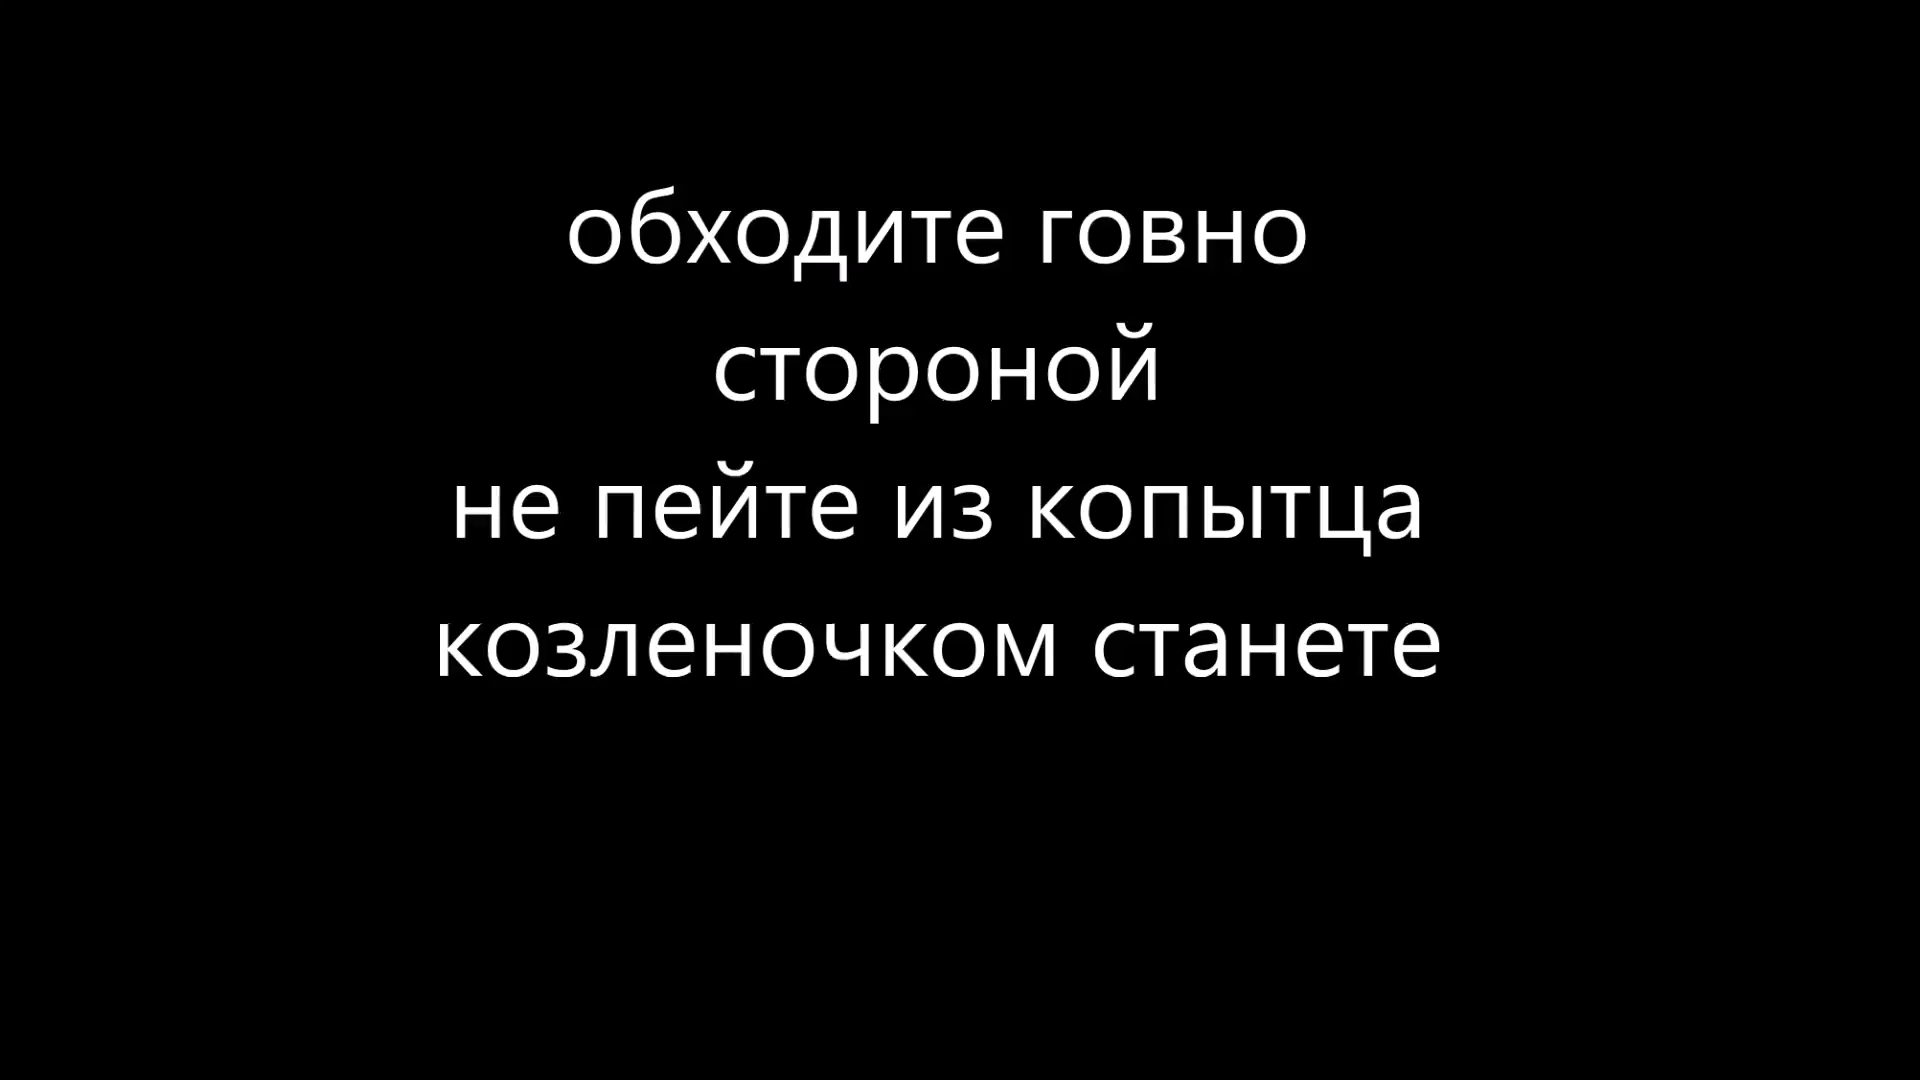 обходите говно
стороной
не пейте из копытца
козленочком станете